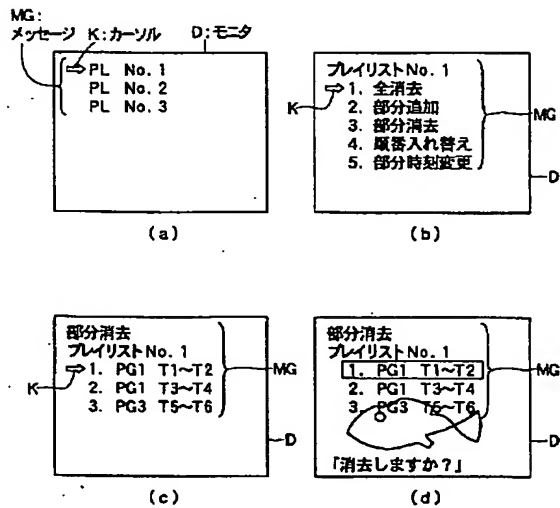 MG:
メッセージ K:カーソル D:モニタ
PL No. 1
PL No. 2
PL No. 3
(a)
プレイリストNo. 1
K
1. 全消去
2. 部分追加
3. 部分消去
4. 順番入れ替え
5. 部分時刻変更
MG
D
(b)
部分消去
プレイリストNo. 1
K
1. PG1 T1~T2
2. PG1 T3~T4
3. PG3 T5~T6
MG
D
(c)
部分消去
プレイリストNo. 1
1. PG1 T1~T2
2. PG1 T3~T4
3. PG3 T5~T6
MG
D
「消去しますか?」
(d)